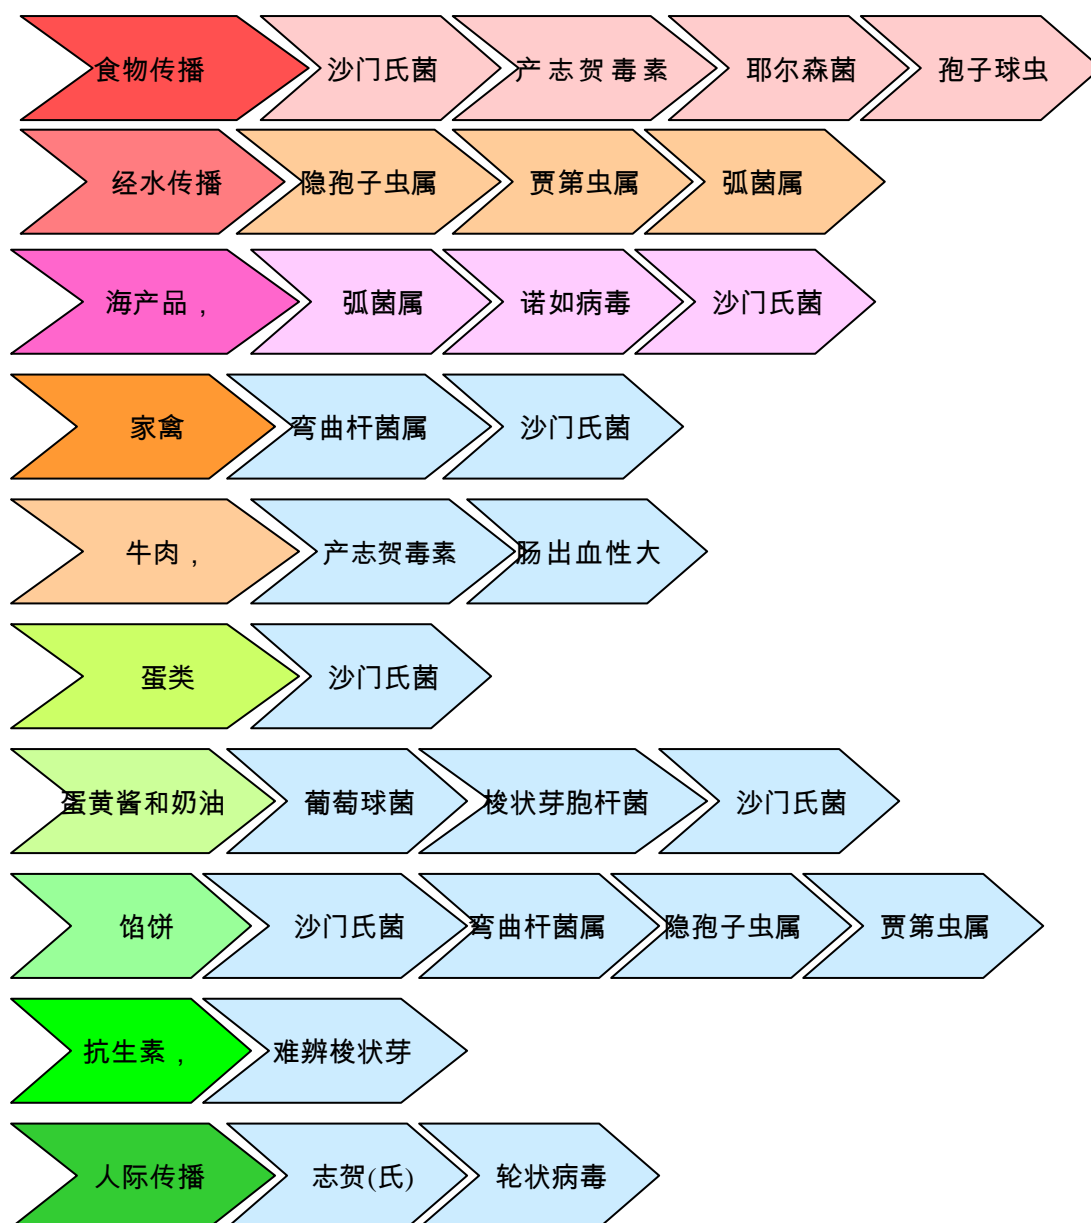 食物传播 沙门氏菌 产志贺毒素 耶尔森菌 孢子球虫
经水传播 隐孢子虫属 贾第虫属 弧菌属
海产品， 弧菌属 诺如病毒 沙门氏菌
家禽 弯曲杆菌属 沙门氏菌
牛肉， 产志贺毒素 肠出血性大
蛋类 沙门氏菌
蛋黄酱和奶油 葡萄球菌 梭状芽胞杆菌 沙门氏菌
馅饼 沙门氏菌 弯曲杆菌属 隐孢子虫属 贾第虫属
抗生素， 难辨梭状芽
人际传播 志贺(氏) 轮状病毒